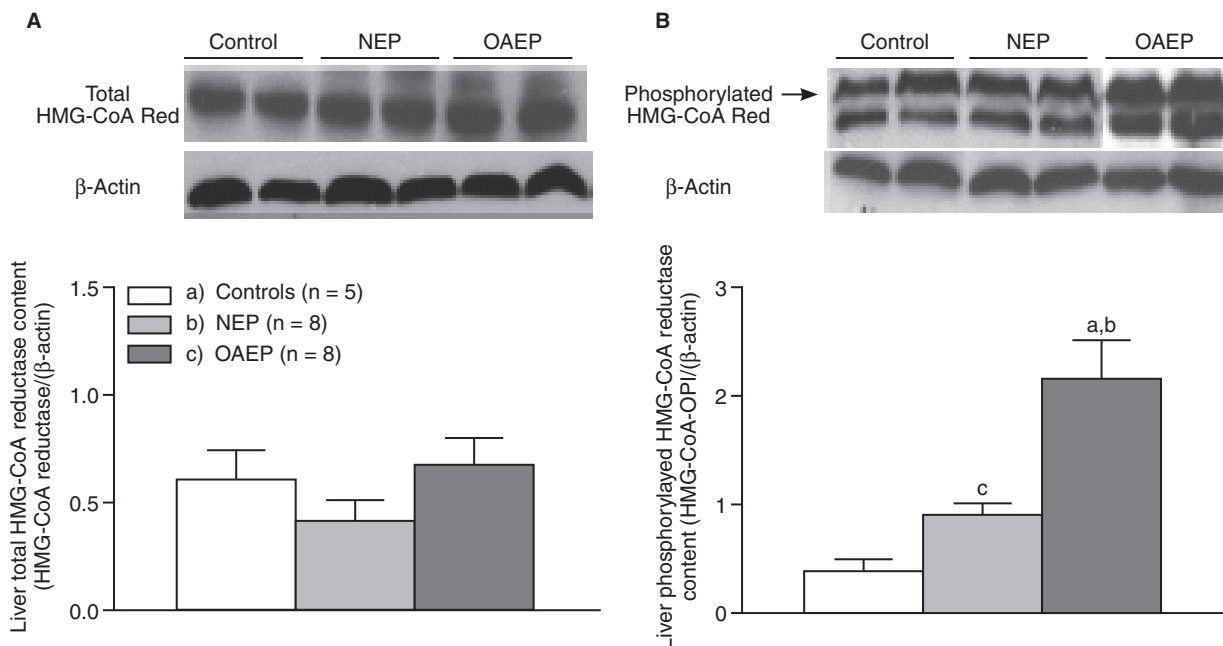 A
Control NEP OAEP
Total
HMG-CoA Red
β-Actin
Liver total HMG-CoA reductase content
(HMG-CoA reductase/(β-actin)
1.5
1.0
0.5
0.0
a) Controls (n = 5)
b) NEP (n = 8)
c) OAEP (n = 8)
B
Control NEP OAEP
Phosphorylated
HMG-CoA Red
β-Actin
Liver phosphorylayed HMG-CoA reductase
content (HMG-CoA-OPI/(β-actin)
3
2
1
0
c
a,b